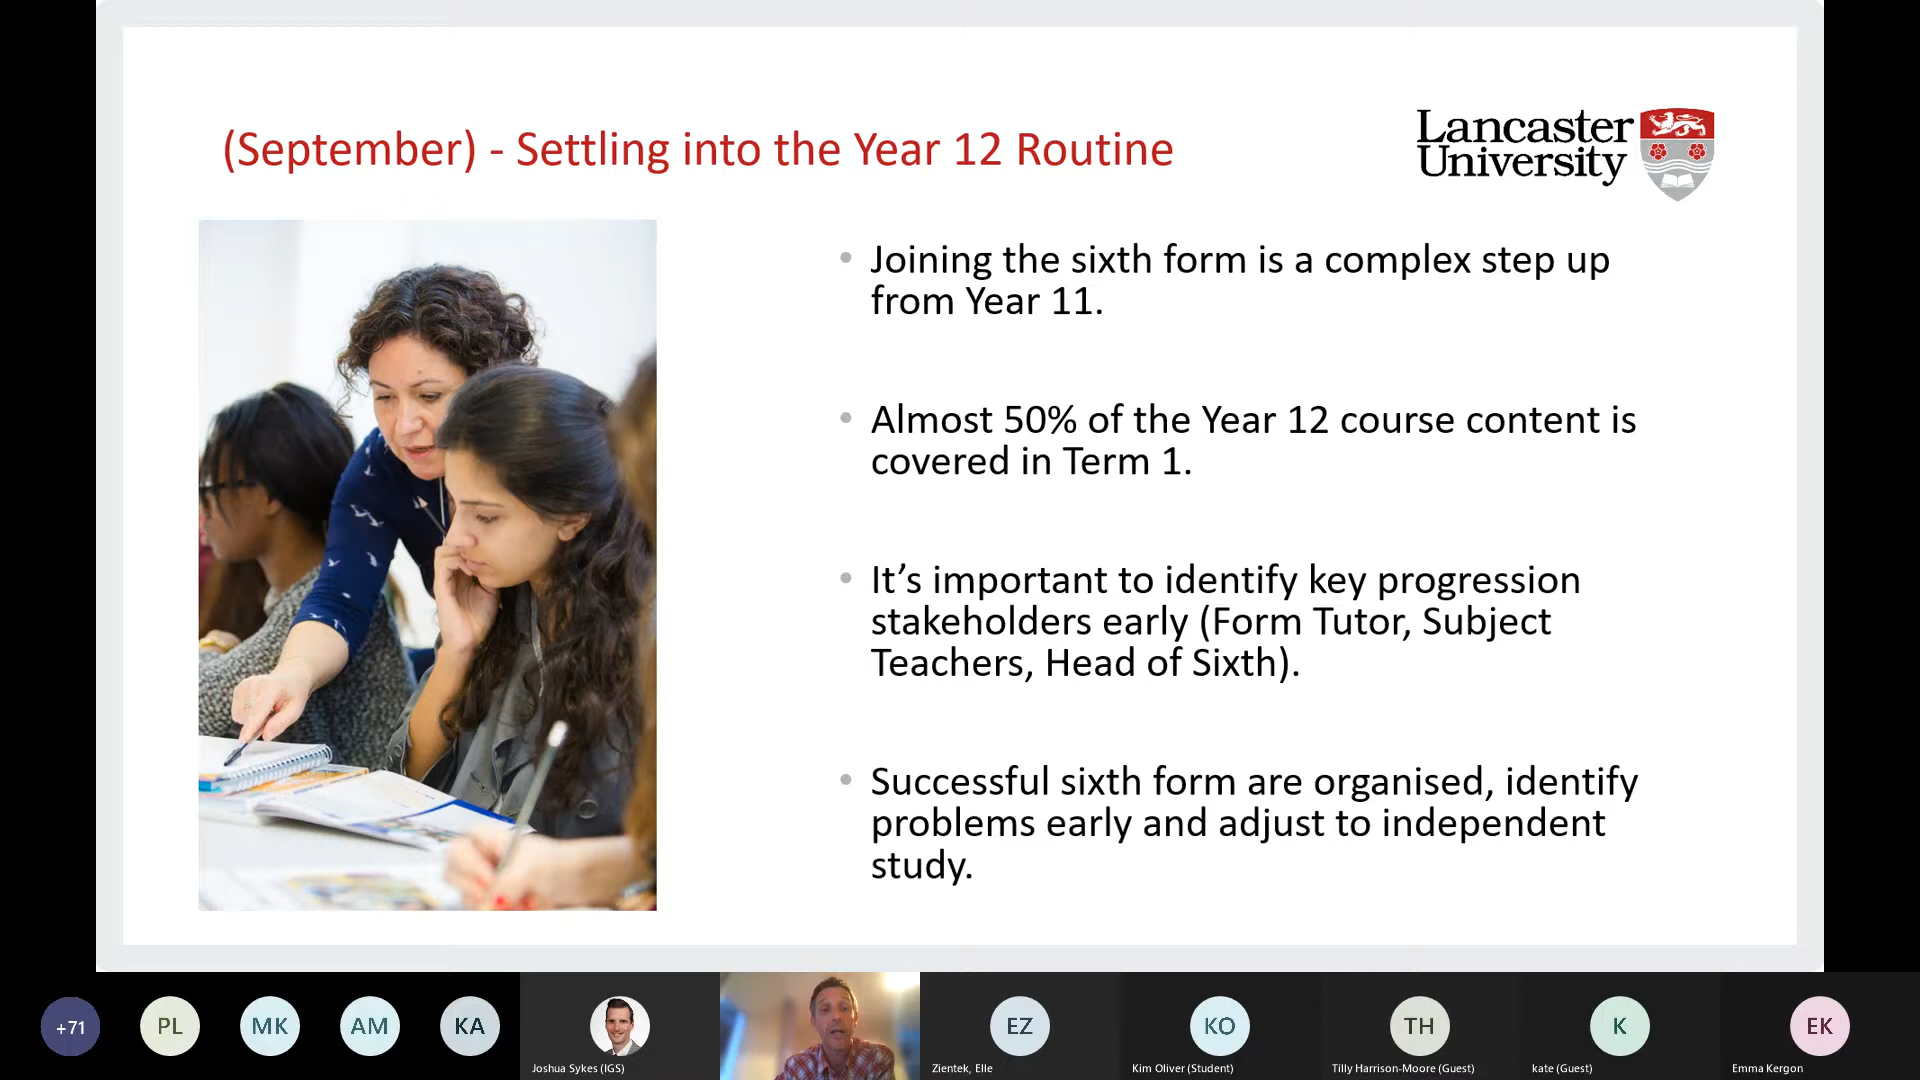 (September) - Settling into the Year 12 Routine
Lancaster
University
Joining the sixth form is a complex step up
from Year 11.
Almost 50% of the Year 12 course content is
covered in Term 1.
It’s important to identify key progression
stakeholders early (Form Tutor, Subject
Teachers, Head of Sixth).
Successful sixth form are organised, identify
problems early and adjust to independent
study.
+71
PL
MK
AM
KA
Joshua Sykes (IGS)
EZ
Zientek, Elle
KO
Kim Oliver (Student)
TH
Tilly Harrison-Moore (Guest)
K
kate (Guest)
EK
Emma Kergon